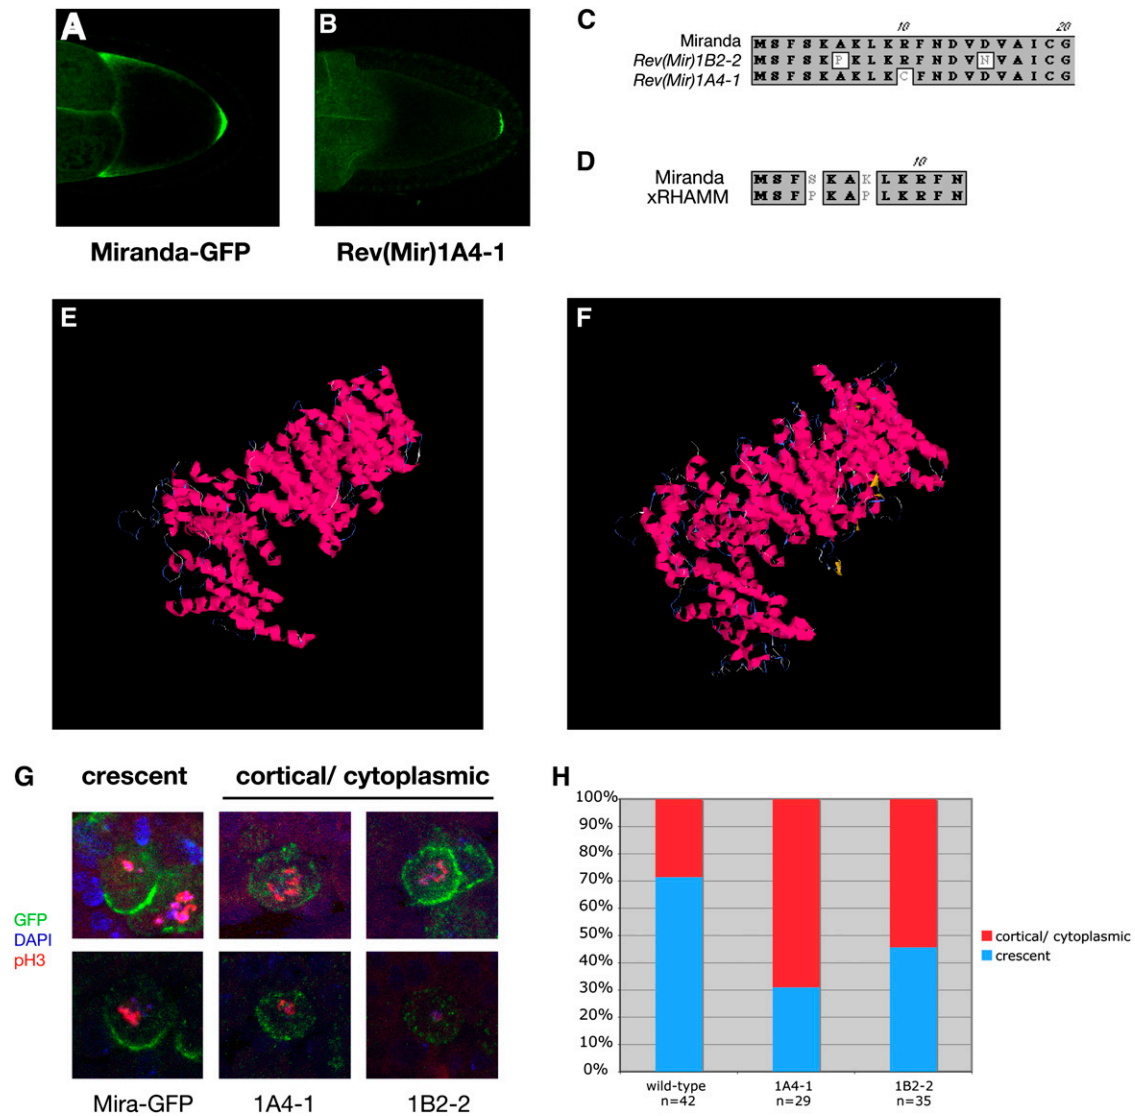 A
B
Miranda-GFP
Rev(Mir)1A4-1
C
10 20
Miranda M S F S K A K L K R F N D V D V A I C G
Rev(Mir)1B2-2 M S F S K P K L K R F N D V N V A I C G
Rev(Mir)1A4-1 M S F S K A K L K C F N D V D V A I C G
D
10
Miranda M S F S K A K L K R F N
xRHAMM M S F P K A P L K R F N
E
F
G
crescent cortical/ cytoplasmic
GFP
DAPI
pH3
Mira-GFP 1A4-1 1B2-2
H
100%
90%
80%
70%
60%
50%
40%
30%
20%
10%
0%
wild-type 1A4-1 1B2-2
n=42 n=29 n=35
cortical/ cytoplasmic
crescent